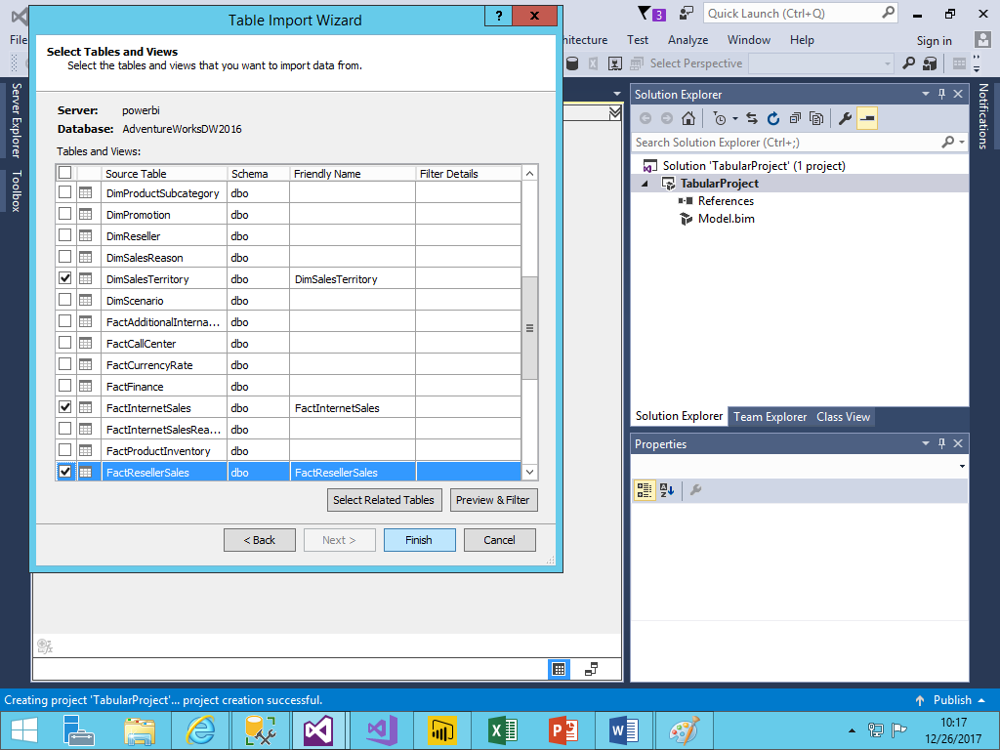 Table Import Wizard
?
x
3
Quick Launch (Ctrl+Q)
File
hitecture Test Analyze Window Help
Sign in
Select Perspective
Select Tables and Views
Select the tables and views that you want to import data from.
Server: powerbi
Database: AdventureWorksDW2016
Tables and Views:
Source Table Schema Friendly Name Filter Details
DimProductSubcategory dbo
DimPromotion dbo
DimReseller dbo
DimSalesReason dbo
DimSalesTerritory dbo DimSalesTerritory
DimScenario dbo
FactAdditionalInterna... dbo
FactCallCenter dbo
FactCurrencyRate dbo
FactFinance dbo
FactInternetSales dbo FactInternetSales
FactInternetSalesRea... dbo
FactProductInventory dbo
FactResellerSales dbo FactResellerSales
Select Related Tables Preview & Filter
< Back Next > Finish Cancel
Server Explorer
Toolbox
Solution Explorer
Search Solution Explorer (Ctrl+;)
Solution 'TabularProject' (1 project)
TabularProject
References
Model.bim
Solution Explorer Team Explorer Class View
Properties
Notifications
Creating project 'TabularProject'... project creation successful.
Publish
10:17
12/26/2017